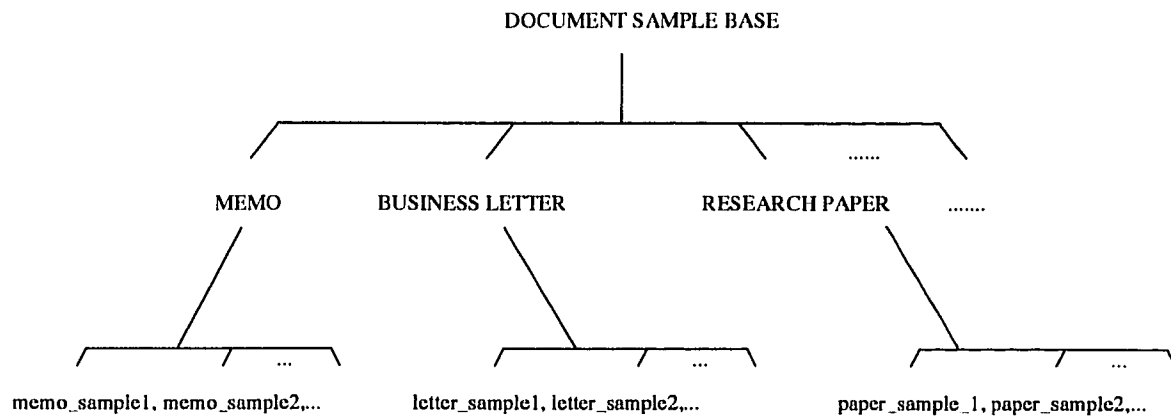 DOCUMENT SAMPLE BASE
......
MEMO BUSINESS LETTER RESEARCH PAPER .......
... ... ...
memo_sample1, memo_sample2,... letter_sample1, letter_sample2,... paper_sample_1, paper_sample2,...